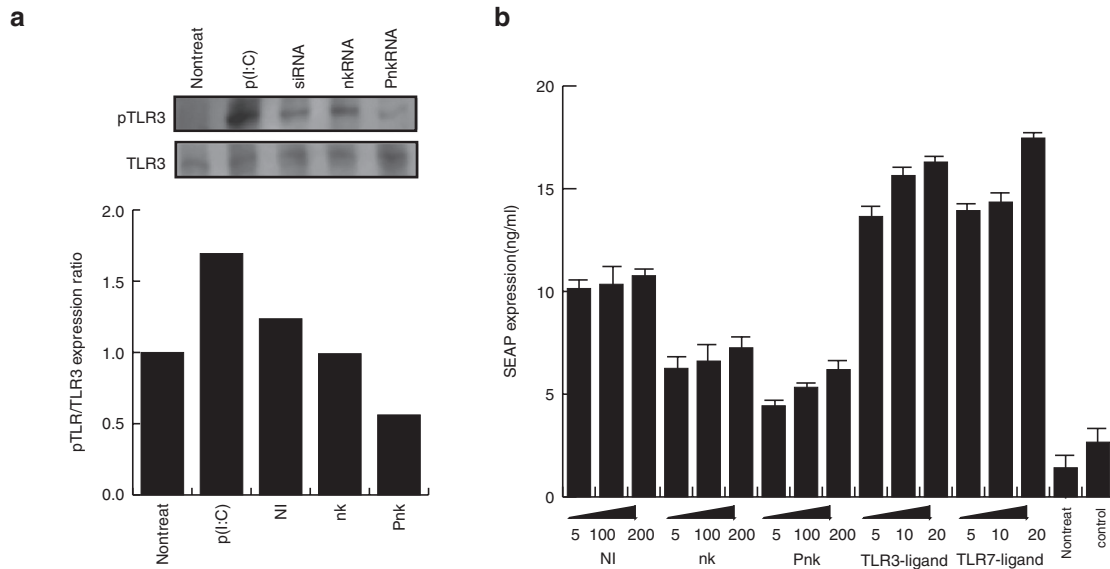 a
Nontreat
p(I:C)
siRNA
nkRNA
PnkRNA
pTLR3
TLR3
pTLR/TLR3 expression ratio
2.0
1.5
1.0
0.5
0.0
Nontreat
p(I:C)
NI
nk
Pnk
b
SEAP expression(ng/ml)
20
15
10
5
0
5 100 200 5 100 200 5 100 200 5 10 20 5 10 20
NI nk Pnk TLR3-ligand TLR7-ligand
Nontreat
control